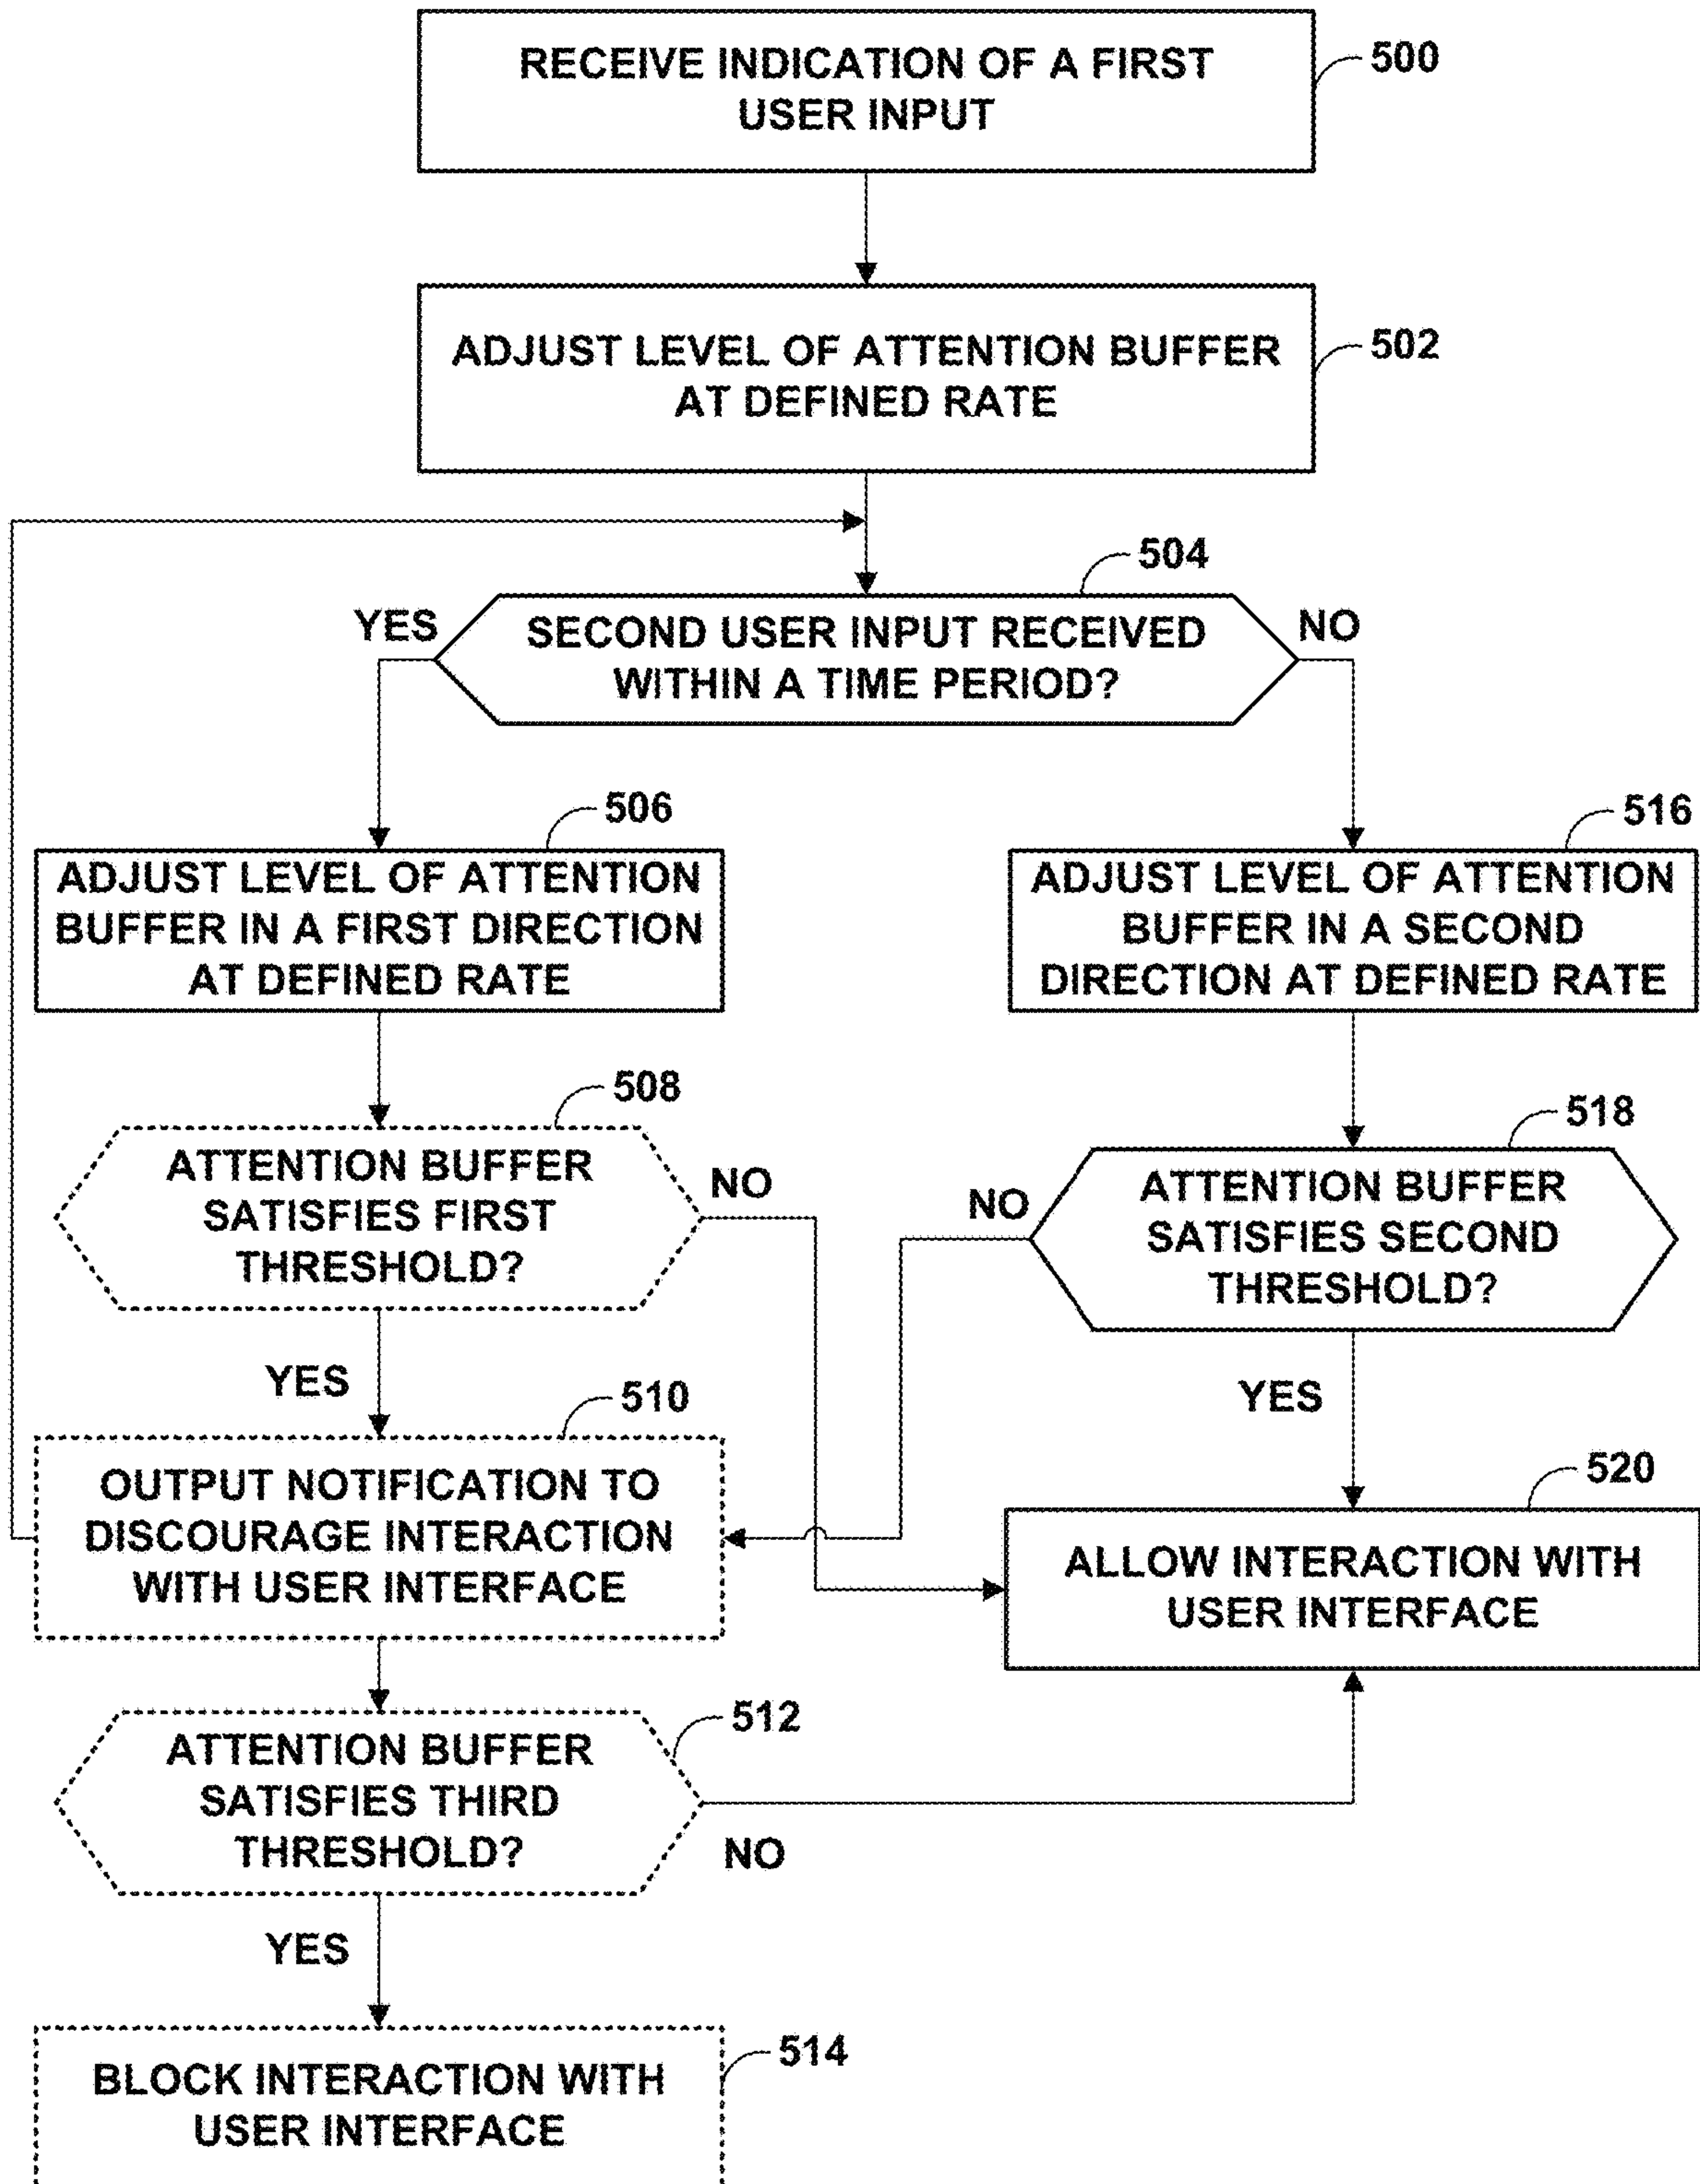 RECEIVE INDICATION OF A FIRST
USER INPUT
500
ADJUST LEVEL OF ATTENTION BUFFER
AT DEFINED RATE
502
504
YES
SECOND USER INPUT RECEIVED
WITHIN A TIME PERIOD?
NO
506
ADJUST LEVEL OF ATTENTION
BUFFER IN A FIRST DIRECTION
AT DEFINED RATE
516
ADJUST LEVEL OF ATTENTION
BUFFER IN A SECOND
DIRECTION AT DEFINED RATE
508
ATTENTION BUFFER
SATISFIES FIRST
THRESHOLD?
NO
518
NO
ATTENTION BUFFER
SATISFIES SECOND
THRESHOLD?
YES
510
YES
OUTPUT NOTIFICATION TO
DISCOURAGE INTERACTION
WITH USER INTERFACE
520
ALLOW INTERACTION WITH
USER INTERFACE
512
ATTENTION BUFFER
SATISFIES THIRD
THRESHOLD?
NO
YES
514
BLOCK INTERACTION WITH
USER INTERFACE